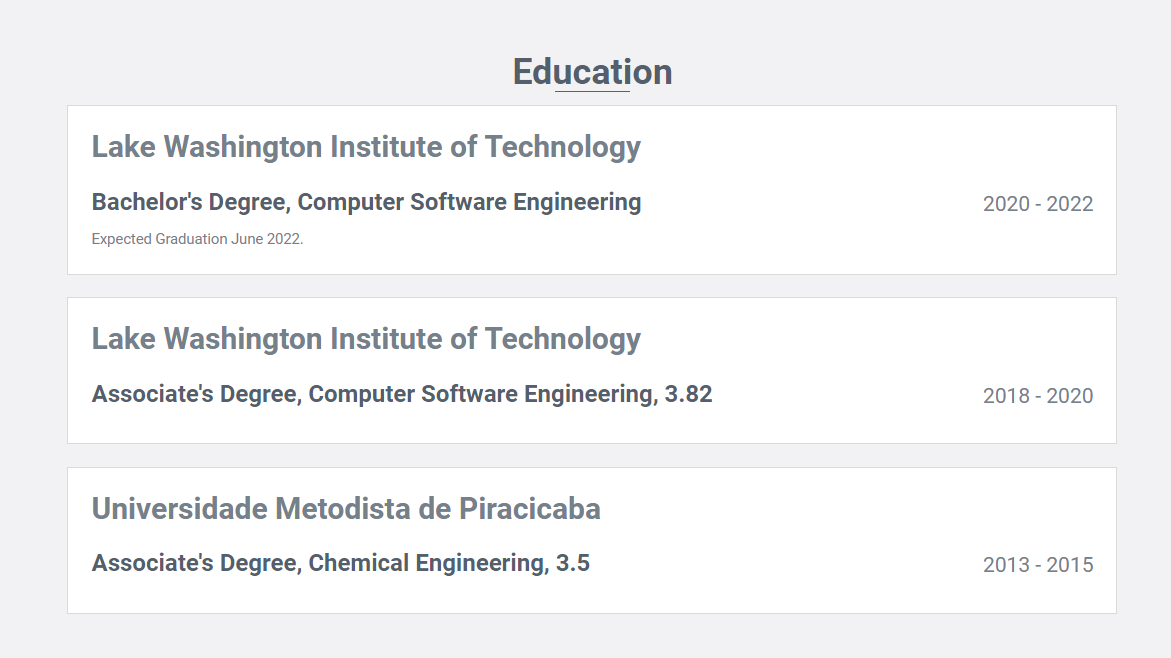 Education
Lake Washington Institute of Technology
Bachelor's Degree, Computer Software Engineering
2020 - 2022
Expected Graduation June 2022.
Lake Washington Institute of Technology
Associate's Degree, Computer Software Engineering, 3.82
2018 - 2020
Universidade Metodista de Piracicaba
Associate's Degree, Chemical Engineering, 3.5
2013 - 2015